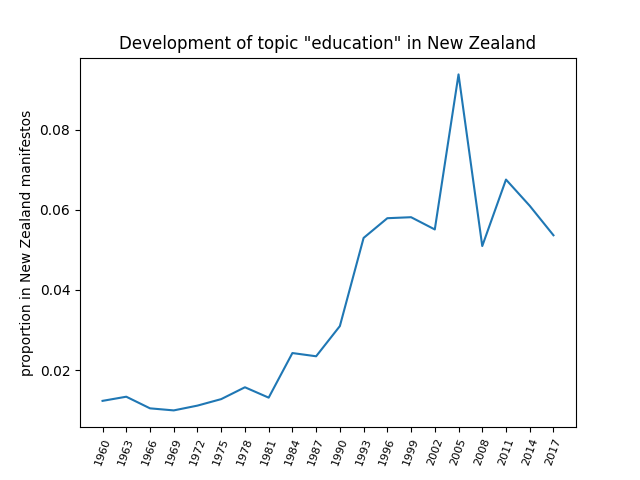 Development of topic "education" in New Zealand
proportion in New Zealand manifestos
0.08
0.06
0.04
0.02
1960 1963 1966 1969 1972 1975 1978 1981 1984 1987 1990 1993 1996 1999 2002 2005 2008 2011 2014 2017